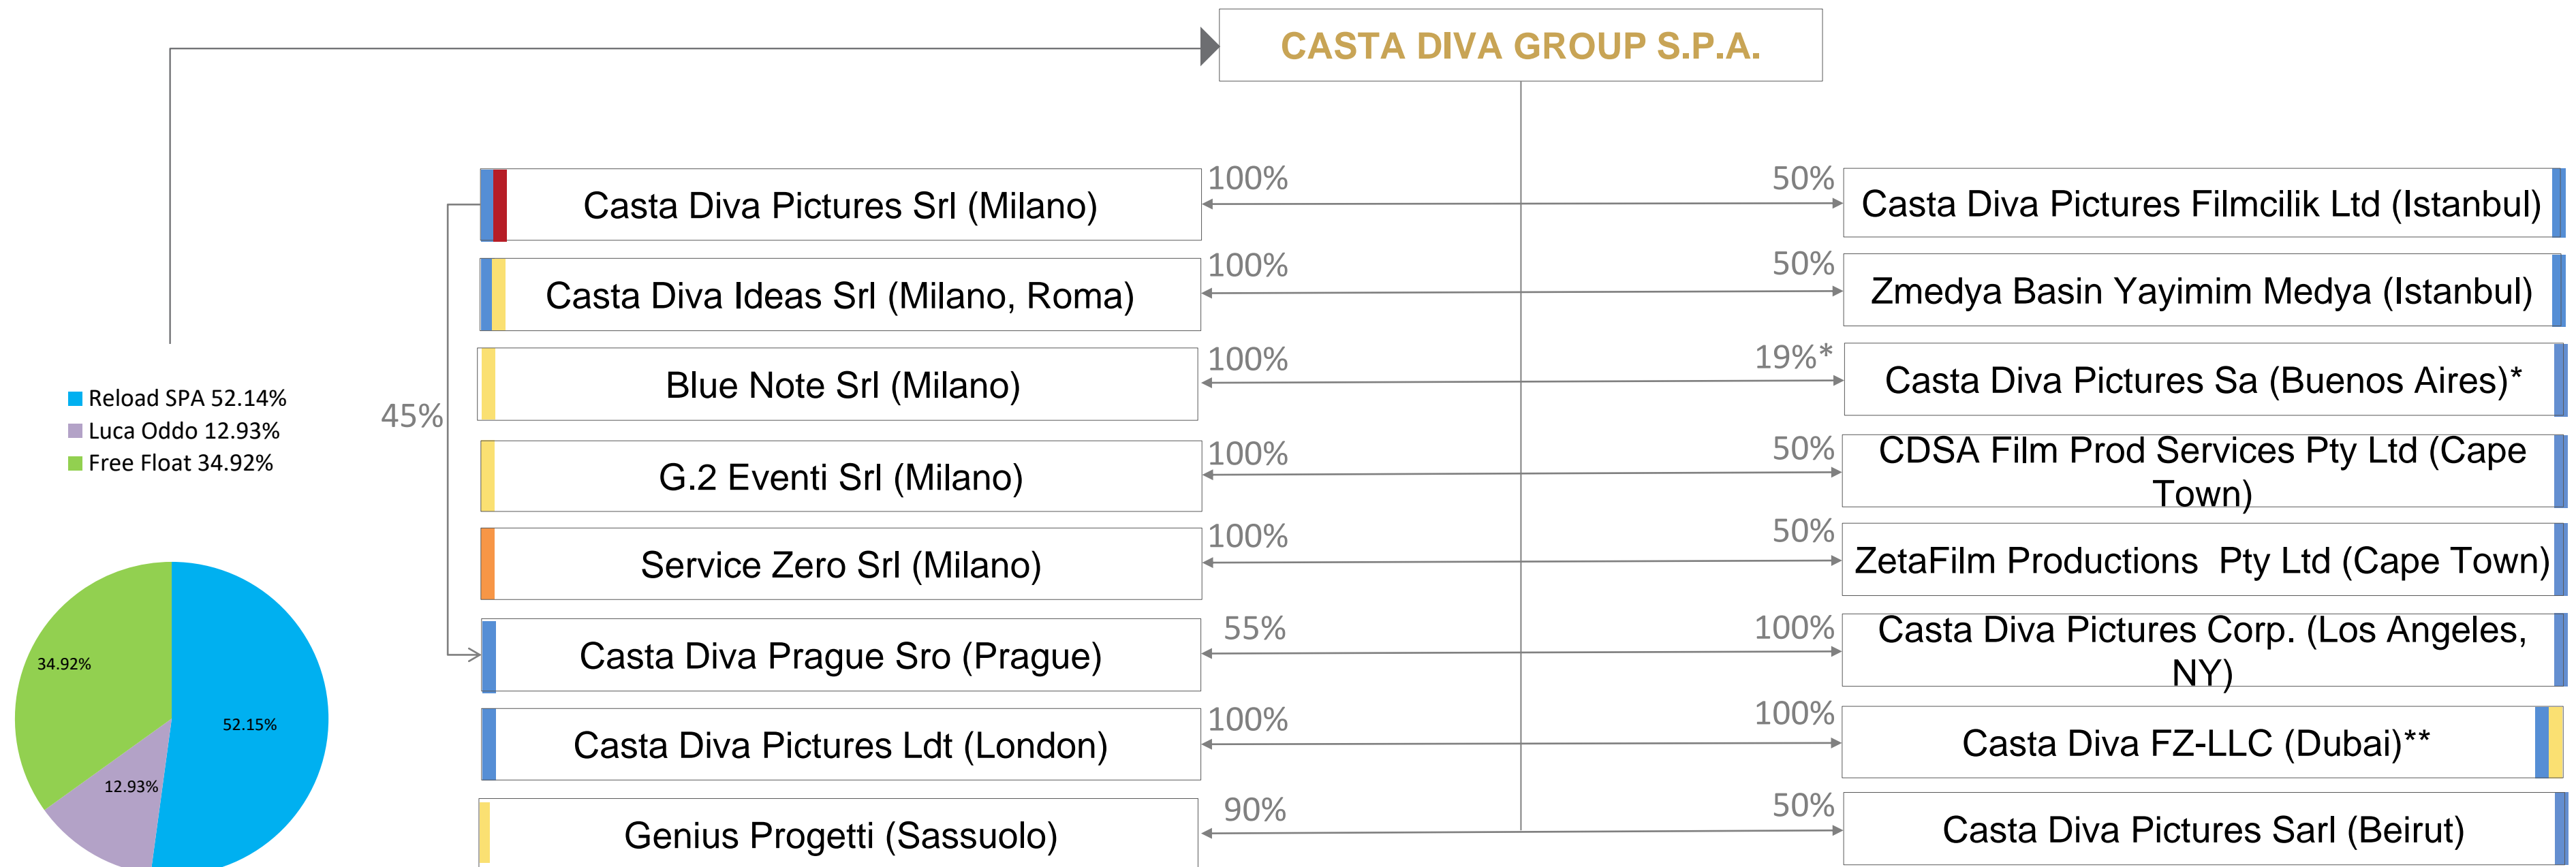 CASTA DIVA GROUP S.P.A.
100%
50%
Casta Diva Pictures Srl (Milano)
Casta Diva Pictures Filmcilik Ltd (Istanbul)
100%
50%
Casta Diva Ideas Srl (Milano, Roma)
Zmedya Basin Yayimim Medya (Istanbul)
100%
19%*
Blue Note Srl (Milano)
Casta Diva Pictures Sa (Buenos Aires)*
Reload SPA 52.14%
Luca Oddo 12.93%
Free Float 34.92%
45%
100%
50%
G.2 Eventi Srl (Milano)
CDSA Film Prod Services Pty Ltd (Cape
Town)
100%
50%
Service Zero Srl (Milano)
ZetaFilm Productions  Pty Ltd (Cape Town)
55%
100%
Casta Diva Prague Sro (Prague)
Casta Diva Pictures Corp. (Los Angeles,
NY)
34.92%
52.15%
12.93%
100%
100%
Casta Diva Pictures Ldt (London)
Casta Diva FZ-LLC (Dubai)**
90%
50%
Genius Progetti (Sassuolo)
Casta Diva Pictures Sarl (Beirut)